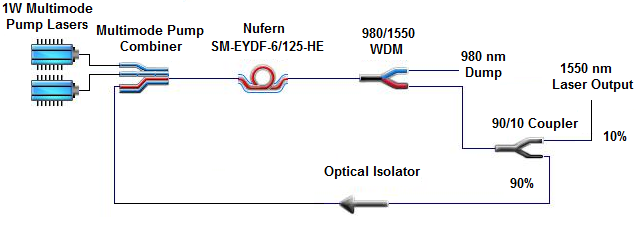 1W Multimode
Pump Lasers
Multimode Pump
Combiner
Nufern
SM-EYDF-6/125-HE
980/1550
WDM
980 nm
Dump
1550 nm
Laser Output
90/10 Coupler
10%
Optical Isolator
90%